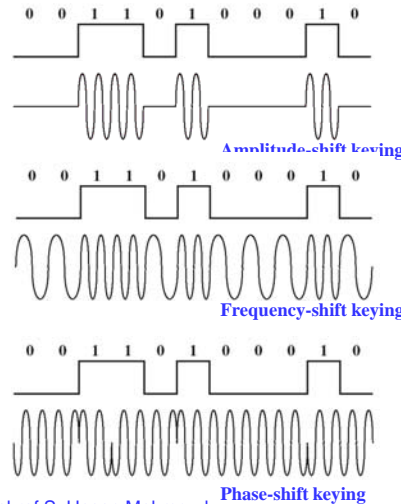 0 0 1 1 0 1 0 0 0 1 0
Amplitude-shift keying
0 0 1 1 0 1 0 0 0 1 0
Frequency-shift keying
0 0 1 1 0 1 0 0 0 1 0
Phase-shift keying